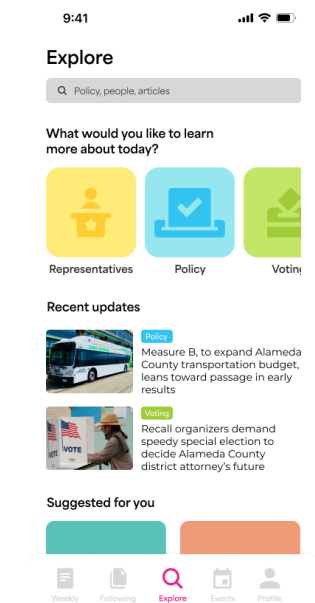 9:41
Explore
Policy, people, articles
What would you like to learn
more about today?
Representatives
Policy
Voting
Recent updates
Policy
Measure B, to expand Alameda
County transportation budget,
leans toward passage in early
results
VOTE
VOTE
Voting
Recall organizers demand
speedy special election to
decide Alameda County
district attorney's future
Suggested for you
Weekly
Following
Explore
Events
Profile